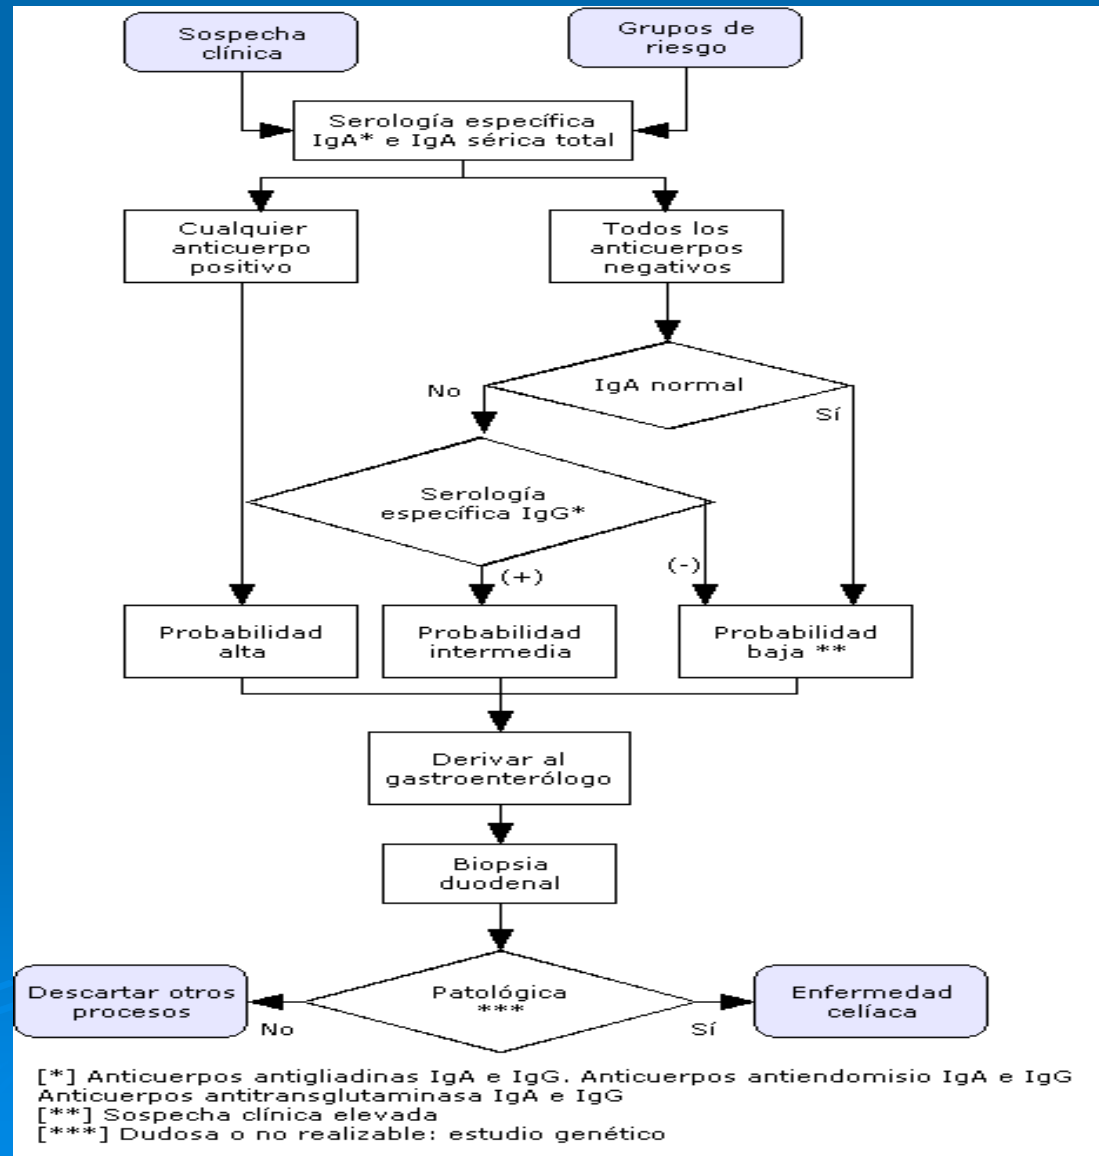 Sospecha
clínica
Grupos de
riesgo
Serología específica
IgA* e IgA sérica total
Cualquier
anticuerpo
positivo
Todos los
anticuerpos
negativos
IgA normal
No
Sí
Serología
específica IgG*
(+)
(-)
Probabilidad
alta
Probabilidad
intermedia
Probabilidad
baja **
Derivar al
gastroenterólogo
Biopsia
duodenal
Patológica
***
No
Sí
Descartar otros
procesos
Enfermedad
celíaca
[*] Anticuerpos antigliadinas IgA e IgG. Anticuerpos antiendomisio IgA e IgG
Anticuerpos antitransglutaminasa IgA e IgG
[**] Sospecha clínica elevada
[***] Dudosa o no realizable: estudio genético